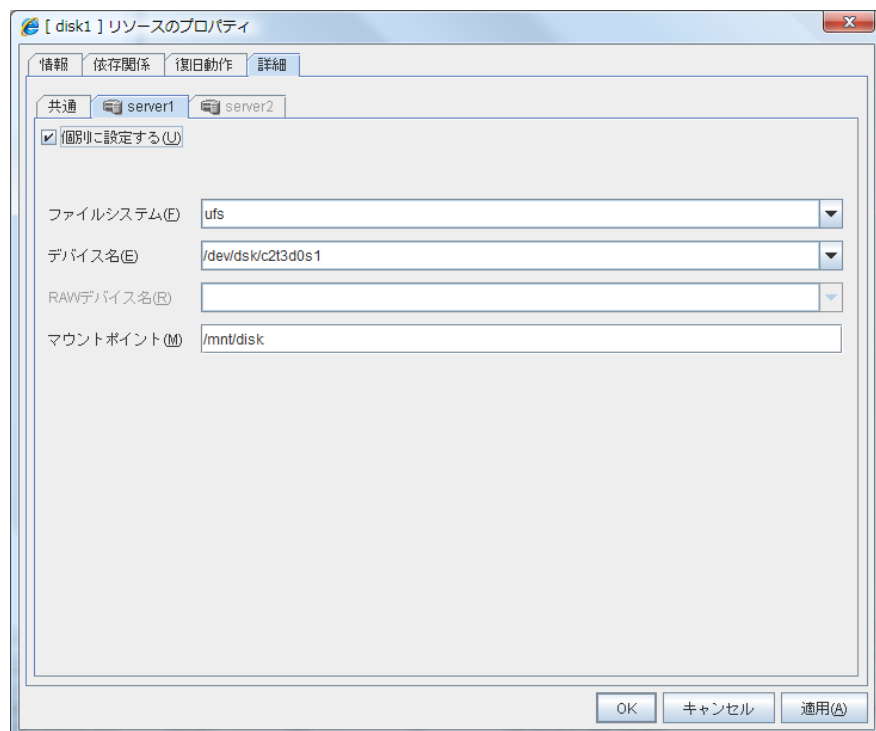 [ disk1 ] リソースのプロパティ
情報 依存関係 復旧動作 詳細
共通 server1 server2
個別に設定する(U)
ファイルシステム(F) ufs
デバイス名(E) /dev/dsk/c2t3d0s1
RAWデバイス名(R)
マウントポイント(M) /mnt/disk
OK キャンセル 適用(A)